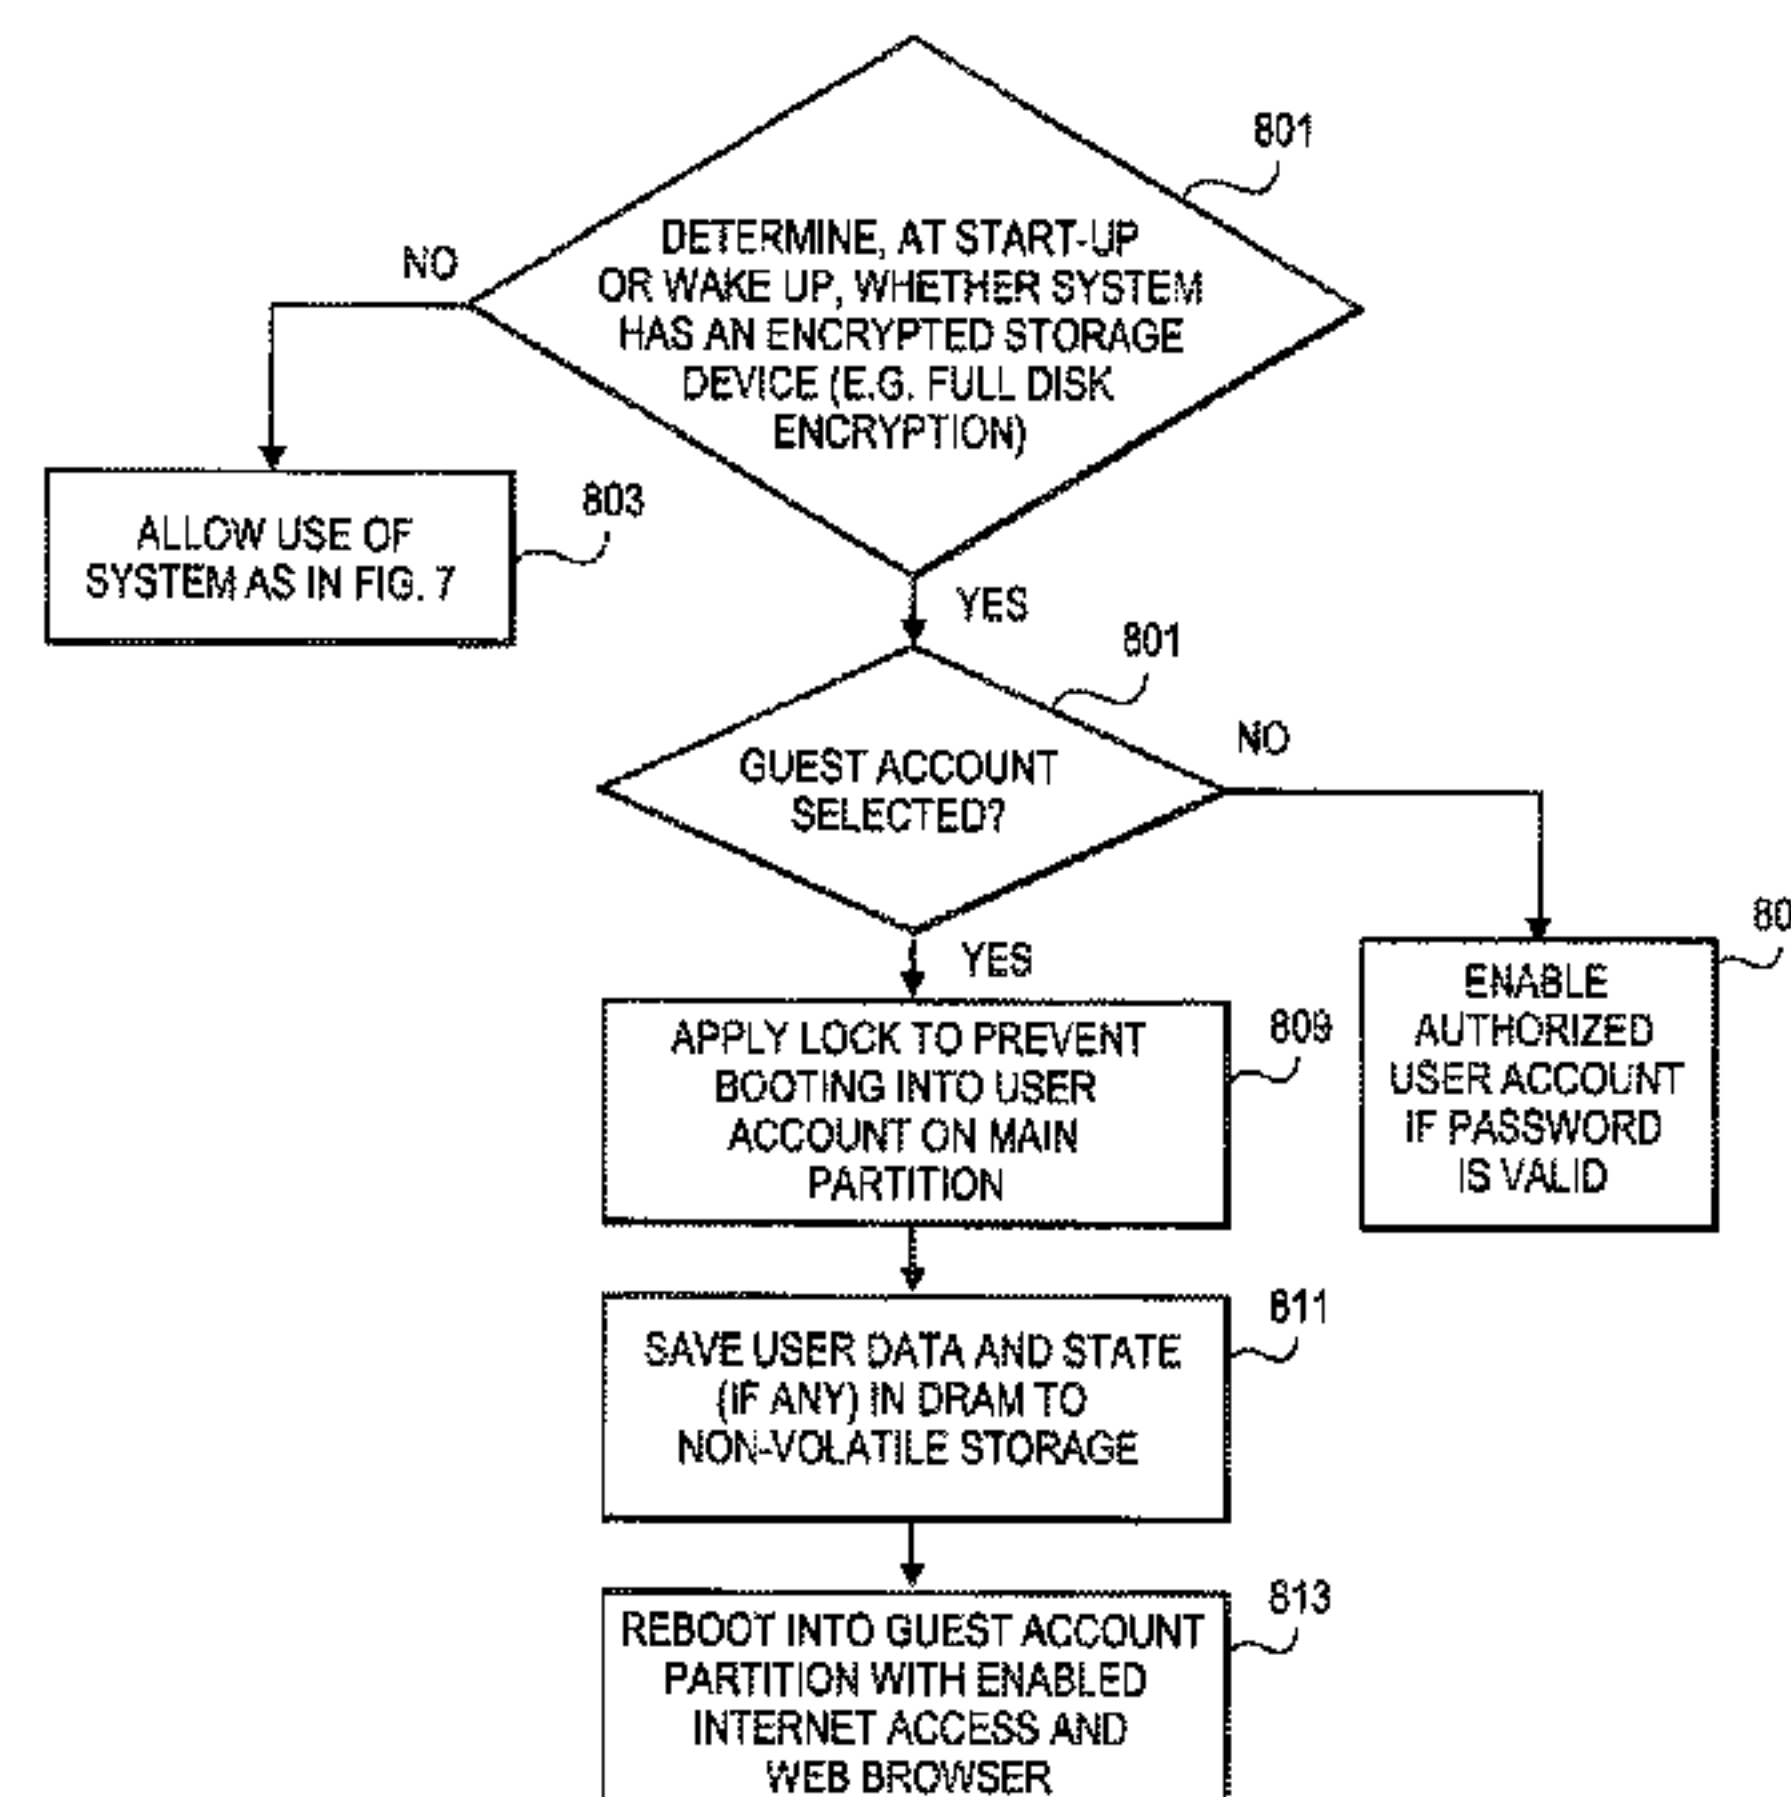 801
DETERMINE, AT START-UP
OR WAKE UP, WHETHER SYSTEM
HAS AN ENCRYPTED STORAGE
DEVICE (E.G. FULL DISK
ENCRYPTION)
NO
803
ALLOW USE OF
SYSTEM AS IN FIG. 7
YES
801
GUEST ACCOUNT
SELECTED?
NO
80
ENABLE
AUTHORIZED
USER ACCOUNT
IF PASSWORD
IS VALID
YES
809
APPLY LOCK TO PREVENT
BOOTING INTO USER
ACCOUNT ON MAIN
PARTITION
811
SAVE USER DATA AND STATE
(IF ANY) IN DRAM TO
NON-VOLATILE STORAGE
813
REBOOT INTO GUEST ACCOUNT
PARTITION WITH ENABLED
INTERNET ACCESS AND
WEB BROWSER